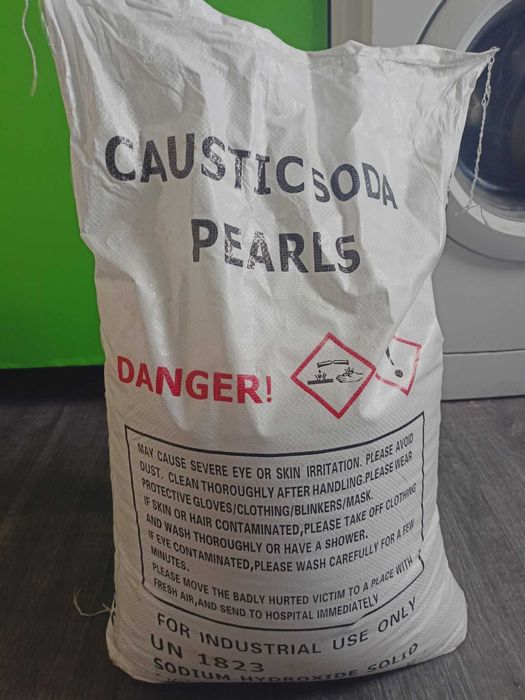 CAUSTIC SODA
PEARLS
DANGER!
MAY CAUSE SEVERE EYE OR SKIN IRRITATION. PLEASE AVOID
DUST. CLEAN THOROUGHLY AFTER HANDLING.PLEASE WEAR
PROTECTIVE GLOVES/CLOTHING/BLINKERS/MASK.
IF SKIN OR HAIR CONTAMINATED,PLEASE TAKE OFF CLOTHING
AND WASH THOROUGHLY OR HAVE A SHOWER.
IF EYE CONTAMINATED,PLEASE WASH CAREFULLY FOR A FEW
MINUTES.
PLEASE MOVE THE BADLY HURTED VICTIM TO A PLACE WITH
FRESH AIR,AND SEND TO HOSPITAL IMMEDIATELY
FOR INDUSTRIAL USE ONLY
UN 1823
SODIUM HYDROXIDE SOLID